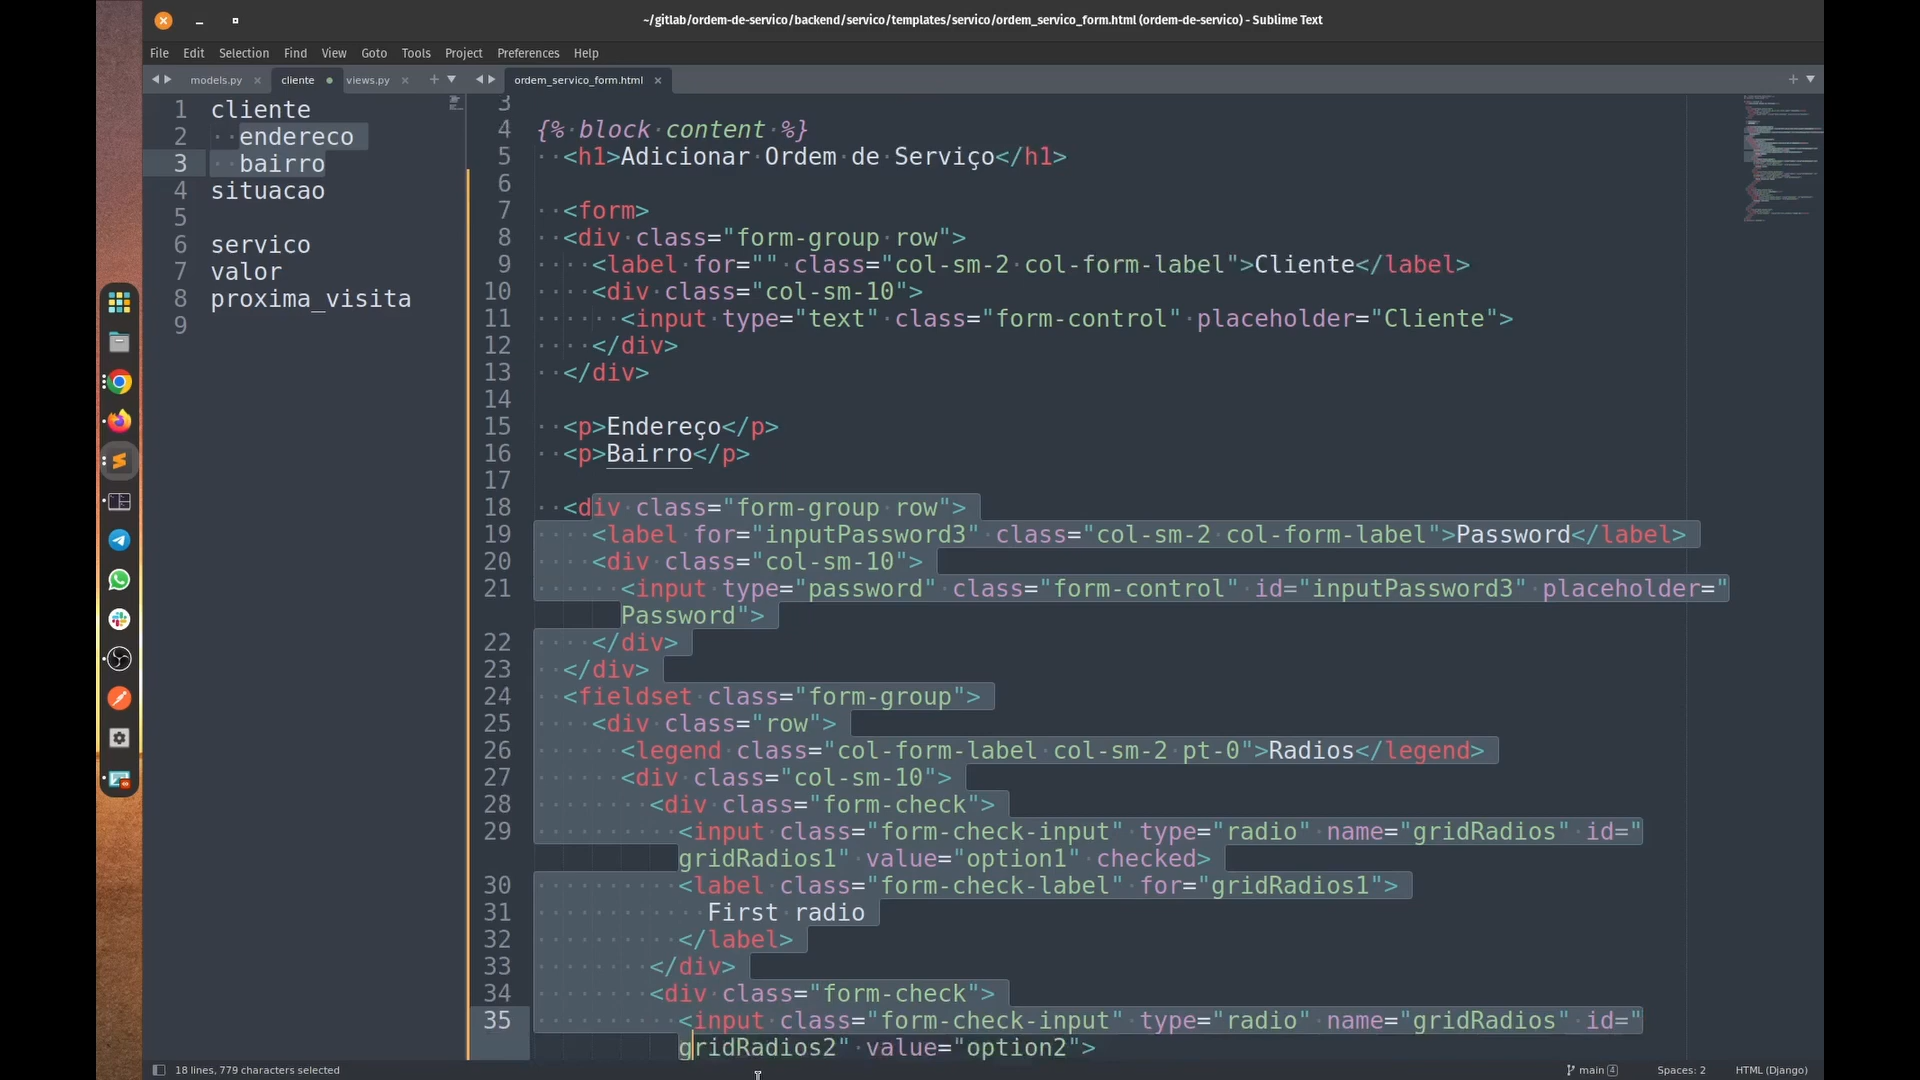 ~/gitlab/ordem-de-servico/backend/servico/templates/servico/ordem_servico_form.html (ordem-de-servico) - Sublime Text
File Edit Selection Find View Goto Tools Project Preferences Help
models.py cliente views.py
ordem_servico_form.html
1 cliente
2 endereco
3 bairro
4 situacao
5
6 servico
7 valor
8 proxima_visita
9
3
4 {% block content %}
5 <h1>Adicionar Ordem de Serviço</h1>
6
7 <form>
8 <div class="form-group row">
9 <label for="" class="col-sm-2 col-form-label">Cliente</label>
10 <div class="col-sm-10">
11 <input type="text" class="form-control" placeholder="Cliente">
12 </div>
13 </div>
14
15 <p>Endereço</p>
16 <p>Bairro</p>
17
18 <div class="form-group row">
19 <label for="inputPassword3" class="col-sm-2 col-form-label">Password</label>
20 <div class="col-sm-10">
21 <input type="password" class="form-control" id="inputPassword3" placeholder="
Password">
22 </div>
23 </div>
24 <fieldset class="form-group">
25 <div class="row">
26 <legend class="col-form-label col-sm-2 pt-0">Radios</legend>
27 <div class="col-sm-10">
28 <div class="form-check">
29 <input class="form-check-input" type="radio" name="gridRadios" id="
gridRadios1" value="option1" checked>
30 <label class="form-check-label" for="gridRadios1">
31 First radio
32 </label>
33 </div>
34 <div class="form-check">
35 <input class="form-check-input" type="radio" name="gridRadios" id="
gridRadios2" value="option2">
18 lines, 779 characters selected
main 4
Spaces: 2
HTML (Django)